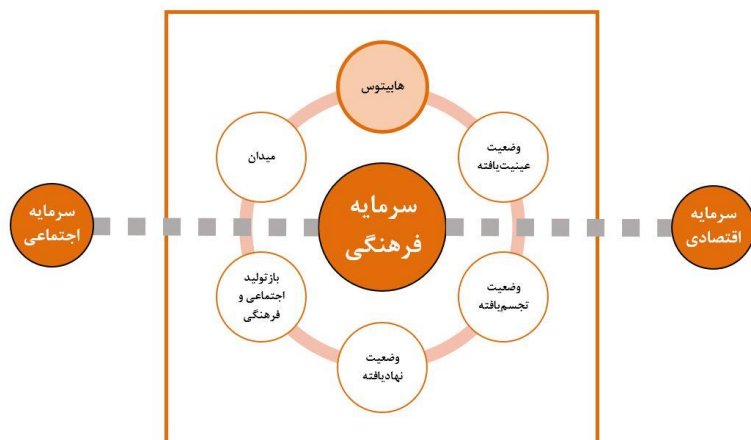 هابیتوس
وضعیت
عینیت‌یافته
میدان
سرمایه
فرهنگی
سرمایه
اقتصادی
سرمایه
اجتماعی
وضعیت
تجسم‌یافته
بازتولید
اجتماعی و
فرهنگی
وضعیت
نهادیافته